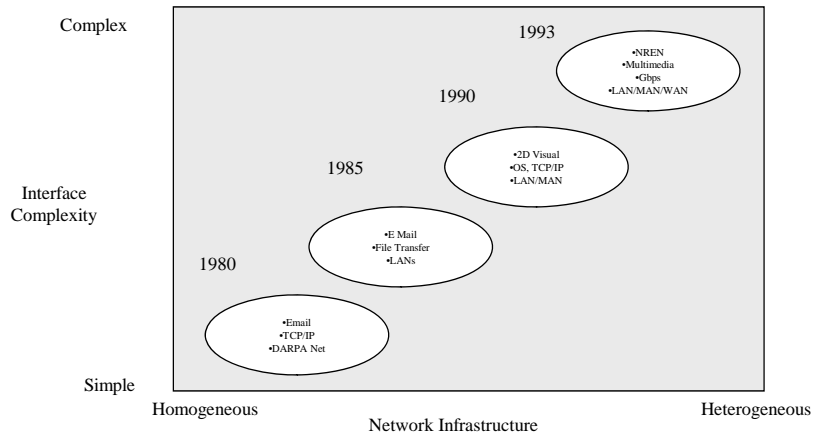 Complex
1993
•NREN
•Multimedia
•Gbps
•LAN/MAN/WAN
1990
•2D Visual
•OS, TCP/IP
•LAN/MAN
1985
Interface
Complexity
•E Mail
•File Transfer
•LANs
1980
•Email
•TCP/IP
•DARPA Net
Simple
Homogeneous
Heterogeneous
Network Infrastructure